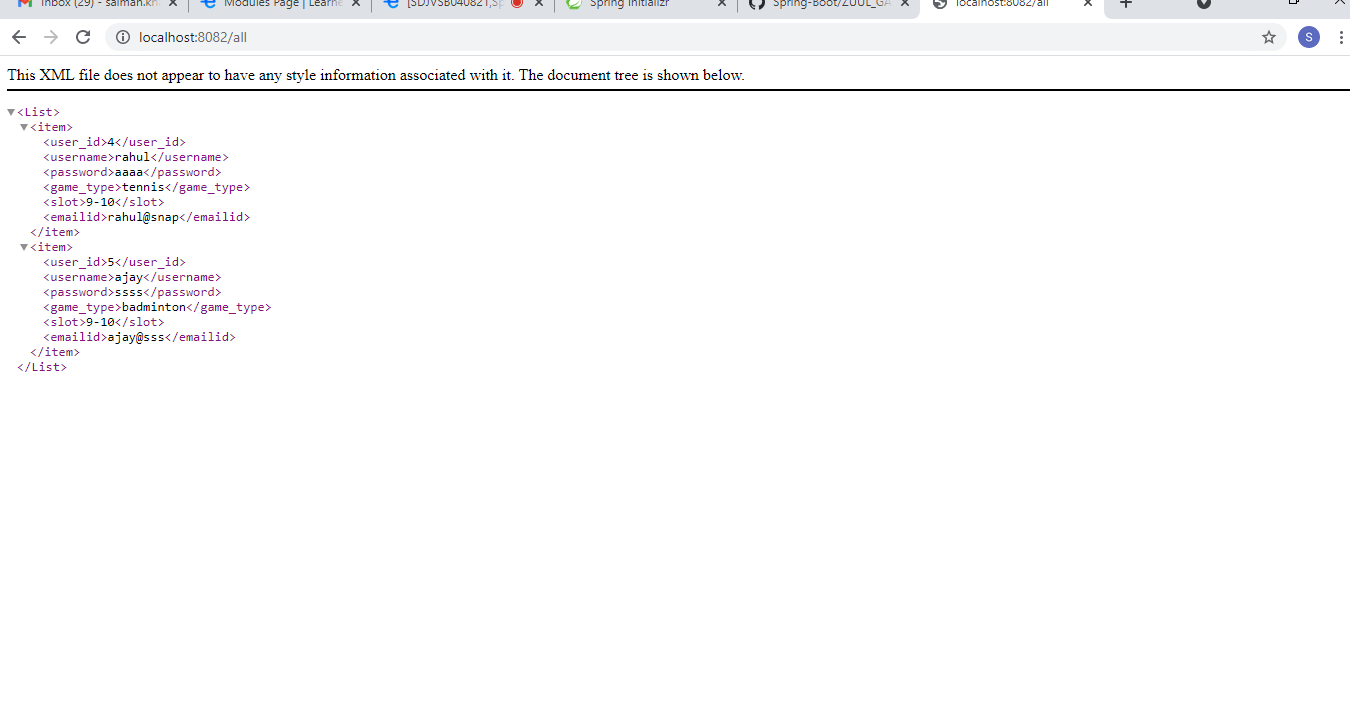 Inbox (29) - salman.kh
Modules Page | Learne
[SDJVSB040821,Sp
Spring Initializr
Spring-Boot/ZUUL_GA
localhost:8082/all
localhost:8082/all
S
This XML file does not appear to have any style information associated with it. The document tree is shown below.
<List>
<item>
<user_id>4</user_id>
<username>rahul</username>
<password>aaaa</password>
<game_type>tennis</game_type>
<slot>9-10</slot>
<emailid>rahul@snap</emailid>
</item>
<item>
<user_id>5</user_id>
<username>ajay</username>
<password>ssss</password>
<game_type>badminton</game_type>
<slot>9-10</slot>
<emailid>ajay@sss</emailid>
</item>
</List>